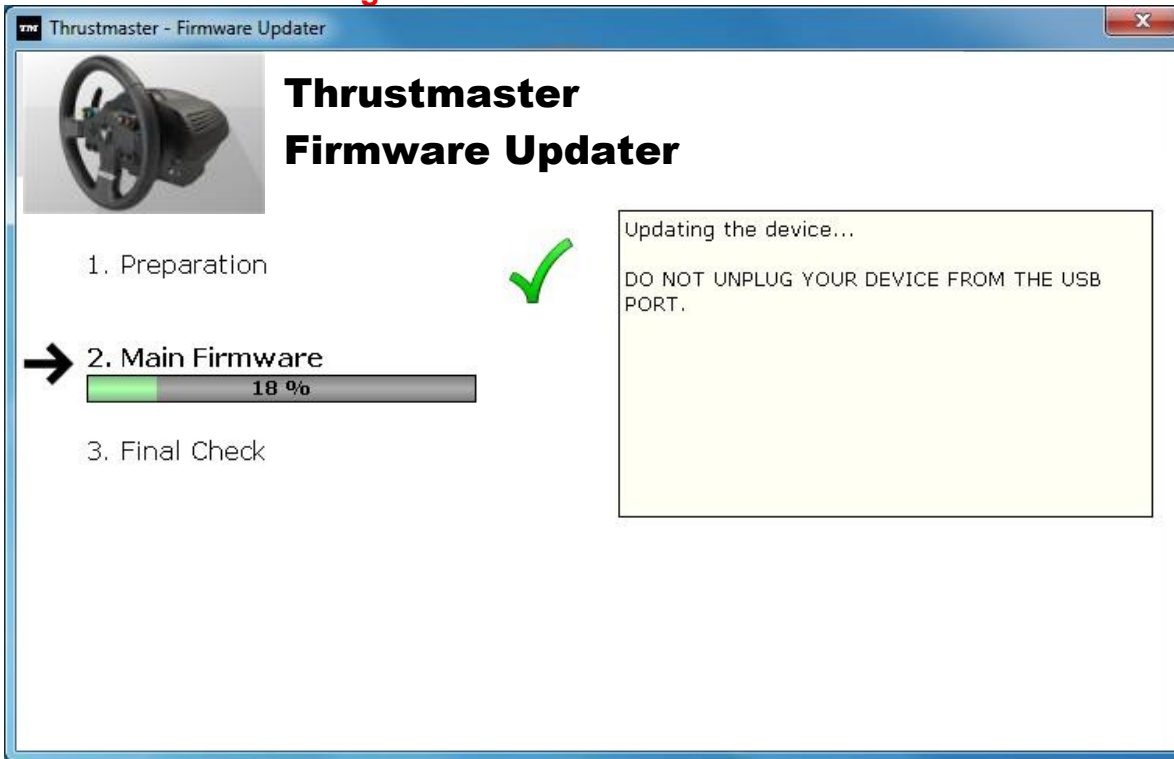 Thrustmaster - Firmware Updater
Thrustmaster
Firmware Updater
1. Preparation
2. Main Firmware
18 %
3. Final Check
Updating the device...
DO NOT UNPLUG YOUR DEVICE FROM THE USB
PORT.